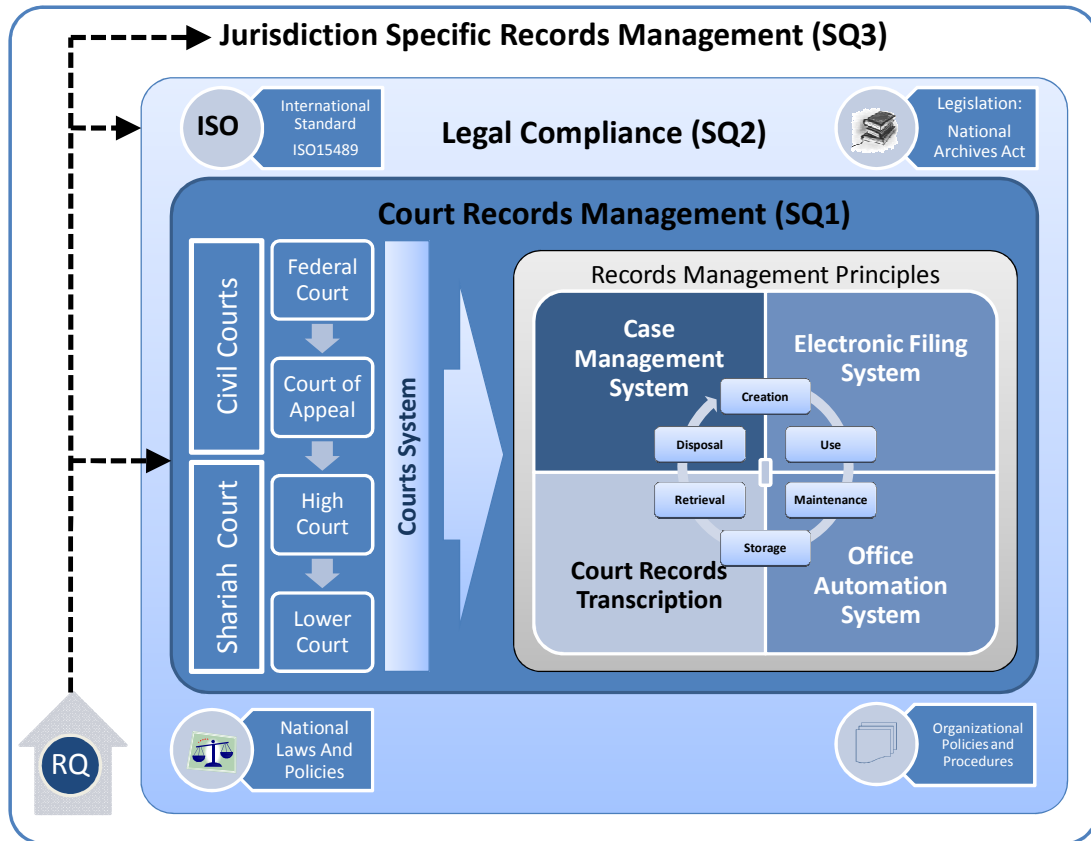 Jurisdiction Specific Records Management (SQ3)
ISO
International
Standard
ISO15489
Legal Compliance (SQ2)
Legislation:
National
Archives Act
Court Records Management (SQ1)
Civil Courts
Shariah Court
Federal
Court
Court of
Appeal
High
Court
Lower
Court
Courts System
Records Management Principles
Case
Management
System
Electronic Filing
System
Creation
Disposal
Use
Retrieval
Maintenance
Storage
Court Records
Transcription
Office
Automation
System
RQ
National
Laws And
Policies
Organizational
Policies and
Procedures